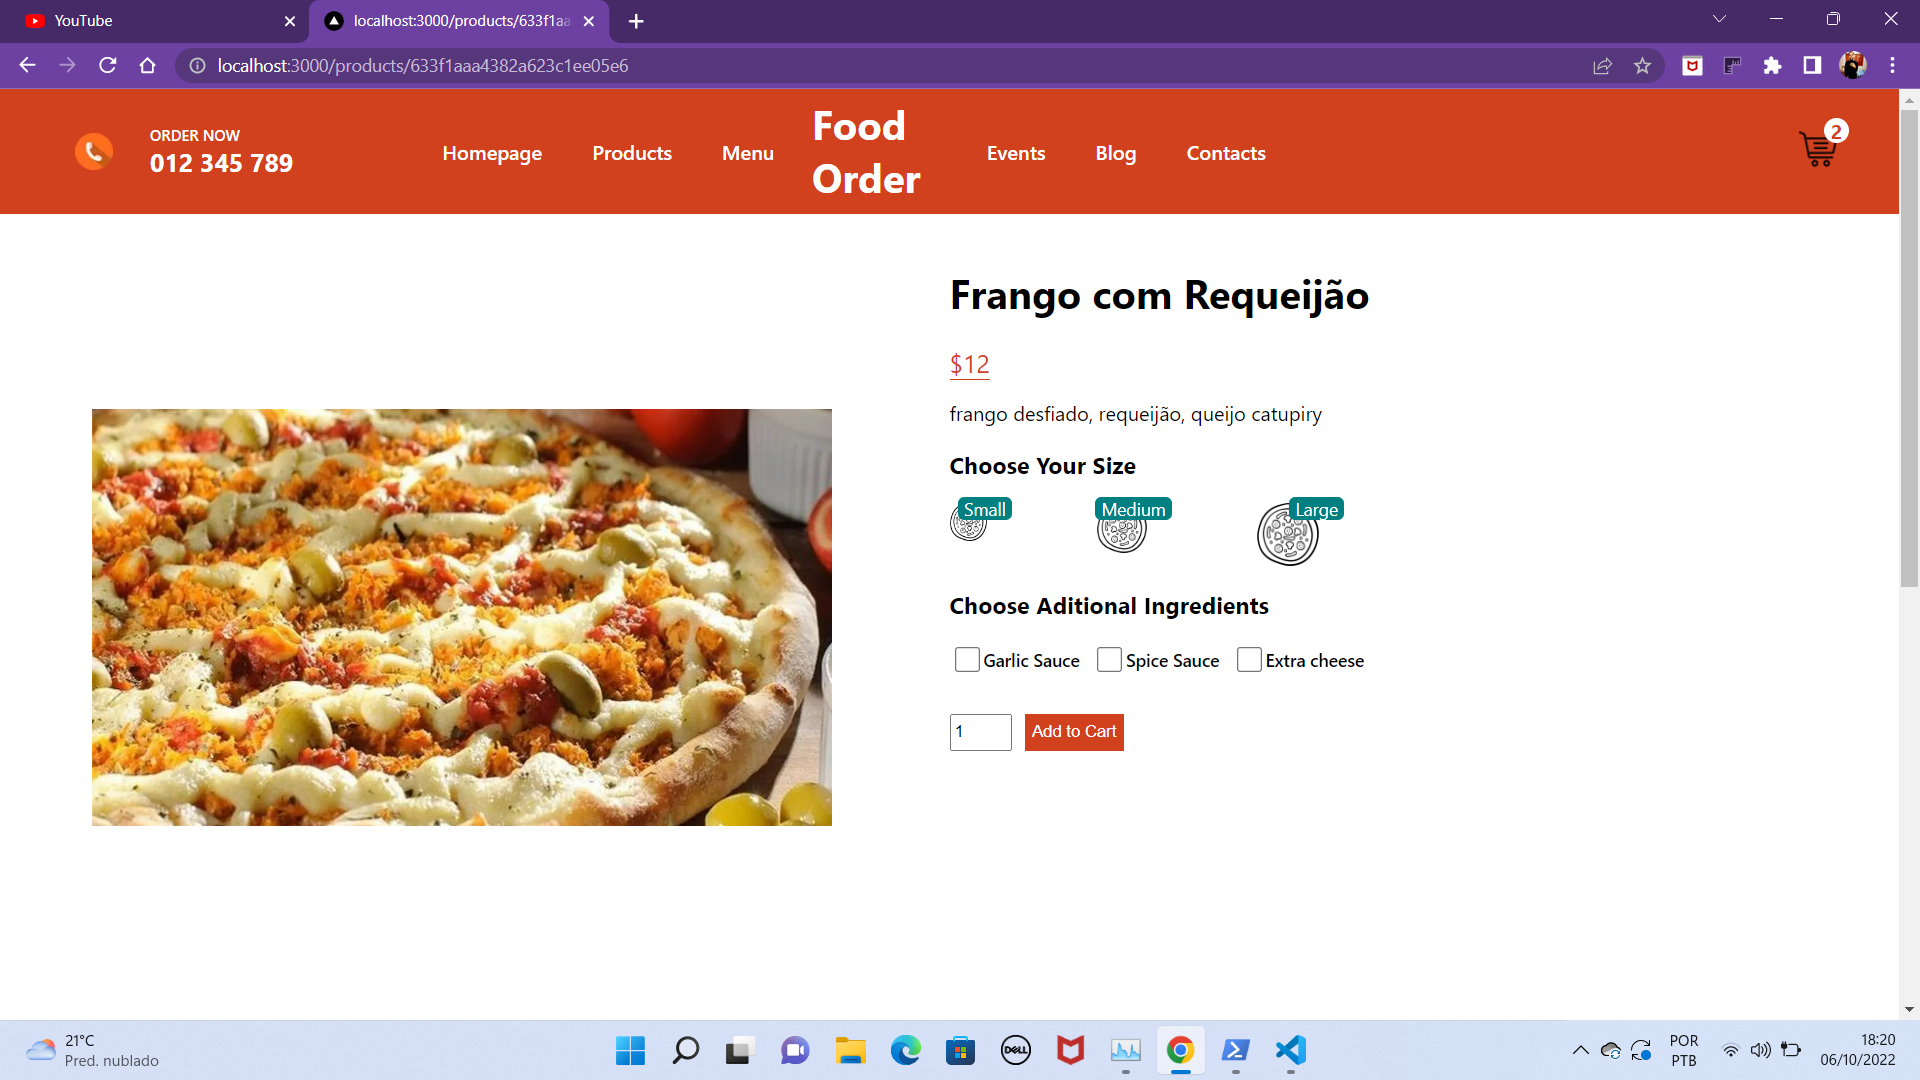 YouTube
localhost:3000/products/633f1aa
localhost:3000/products/633f1aaa4382a623c1ee05e6
ORDER NOW
012 345 789
Homepage
Products
Menu
Food
Order
Events
Blog
Contacts
2
Frango com Requeijão
$12
frango desfiado, requeijão, queijo catupiry
Choose Your Size
Small
Medium
Large
Choose Aditional Ingredients
Garlic Sauce
Spice Sauce
Extra cheese
1
Add to Cart
21°C
Pred. nublado
DELL
POR
PTB
18:20
06/10/2022